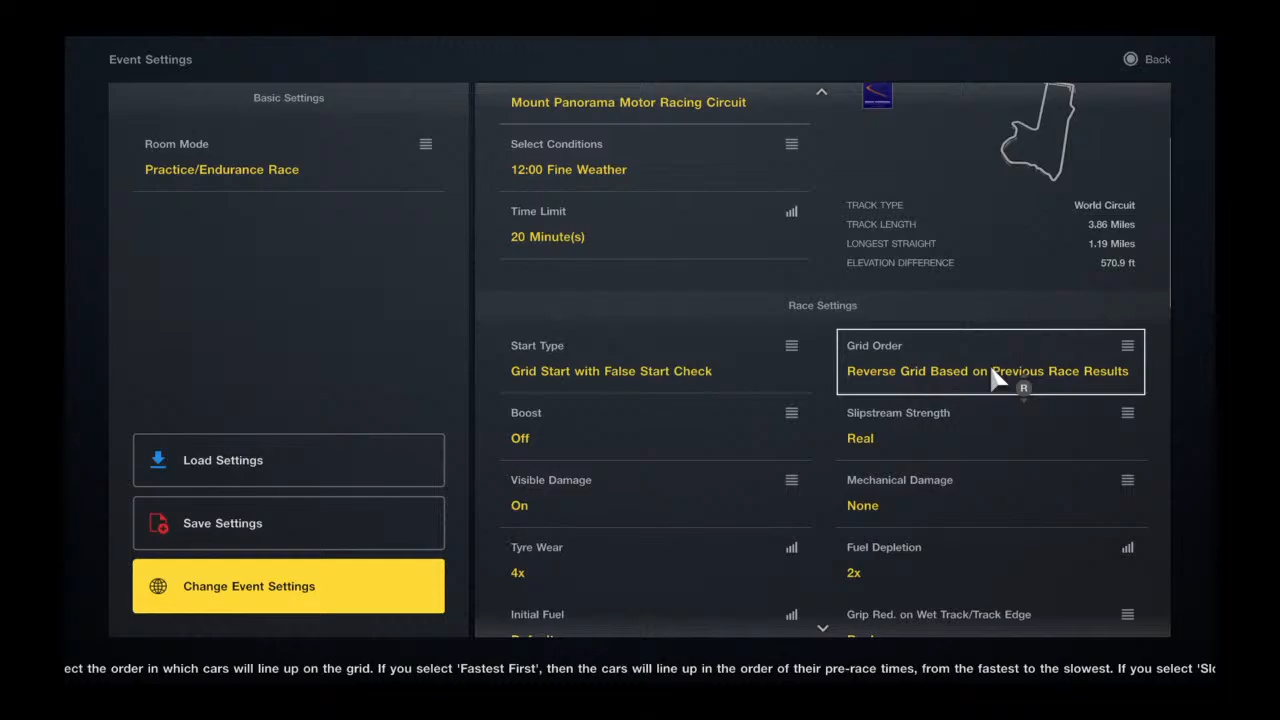 Event Settings
Back
Basic Settings
Room Mode
Practice/Endurance Race
Load Settings
Save Settings
Change Event Settings
Mount Panorama Motor Racing Circuit
Select Conditions
12:00 Fine Weather
Time Limit
20 Minute(s)
TRACK TYPE World Circuit
TRACK LENGTH 3.86 Miles
LONGEST STRAIGHT 1.19 Miles
ELEVATION DIFFERENCE 570.9 ft
Race Settings
Start Type
Grid Start with False Start Check
Grid Order
Reverse Grid Based on Previous Race Results
R
Boost
Off
Slipstream Strength
Real
Visible Damage
On
Mechanical Damage
None
Tyre Wear
4x
Fuel Depletion
2x
Initial Fuel
Grip Red. on Wet Track/Track Edge
ect the order in which cars will line up on the grid. If you select 'Fastest First', then the cars will line up in the order of their pre-race times, from the fastest to the slowest. If you select 'Slo